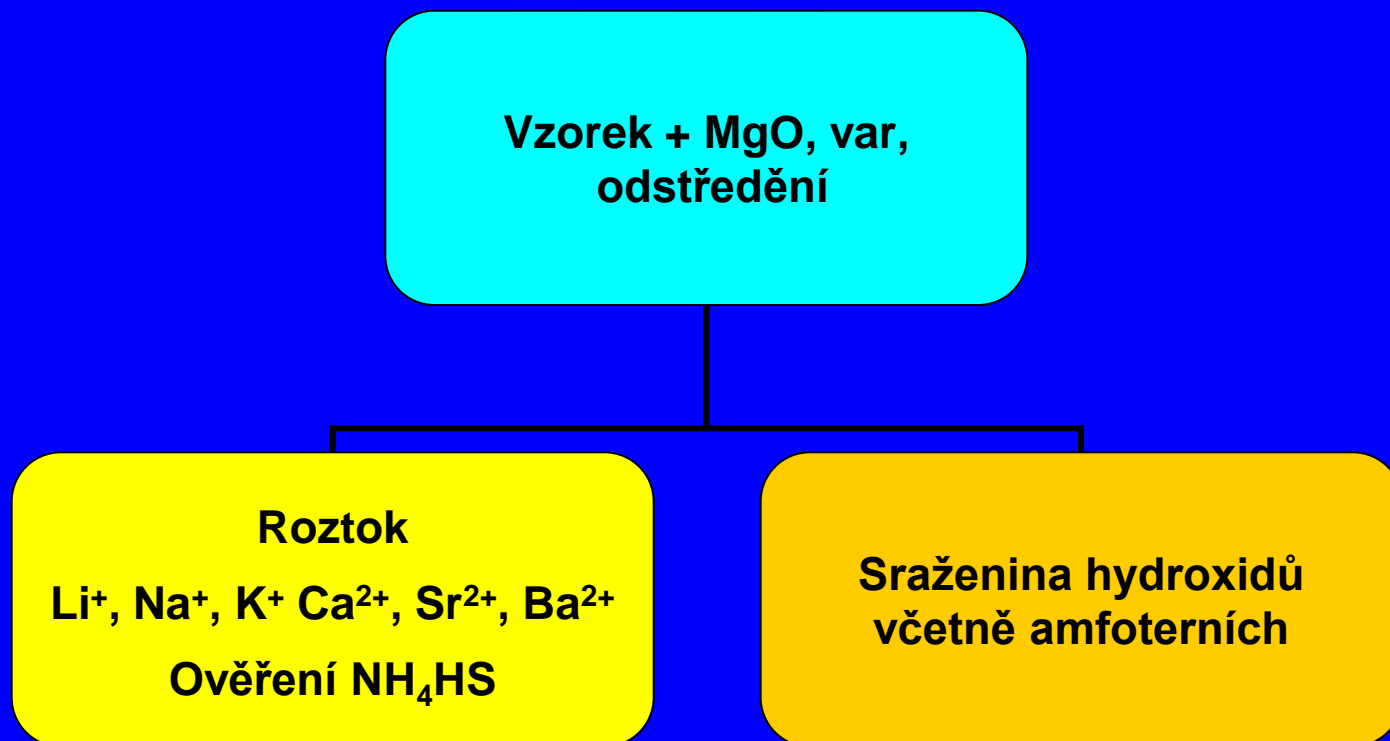 Vzorek + MgO, var,
odstředění
Roztok
Li⁺, Na⁺, K⁺ Ca²⁺, Sr²⁺, Ba²⁺
Ověření NH₄HS
Sraženina hydroxidů
včetně amfoterních